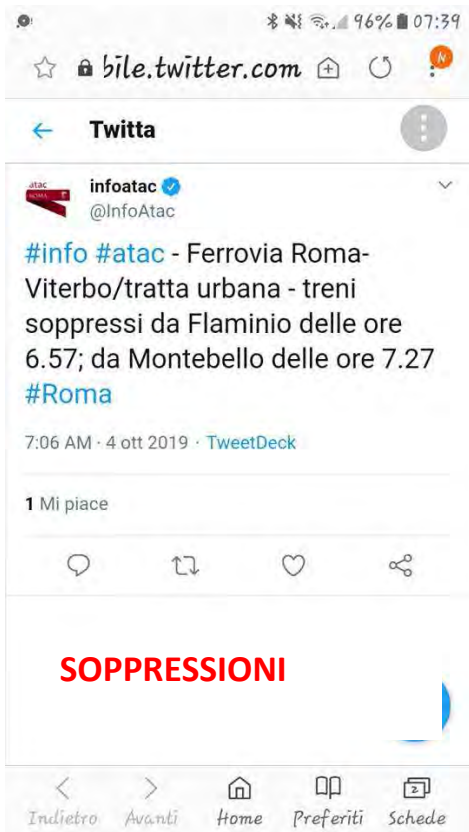 96% 07:39
bile.twitter.com
N
Twitta
atac
ROMA
infoatac
@InfoAtac
#info #atac - Ferrovia Roma-
Viterbo/tratta urbana - treni
soppressi da Flaminio delle ore
6.57; da Montebello delle ore 7.27
#Roma
7:06 AM · 4 ott 2019 · TweetDeck
1 Mi piace
SOPPRESSIONI
2
Indietro Avanti Home Preferiti Schede